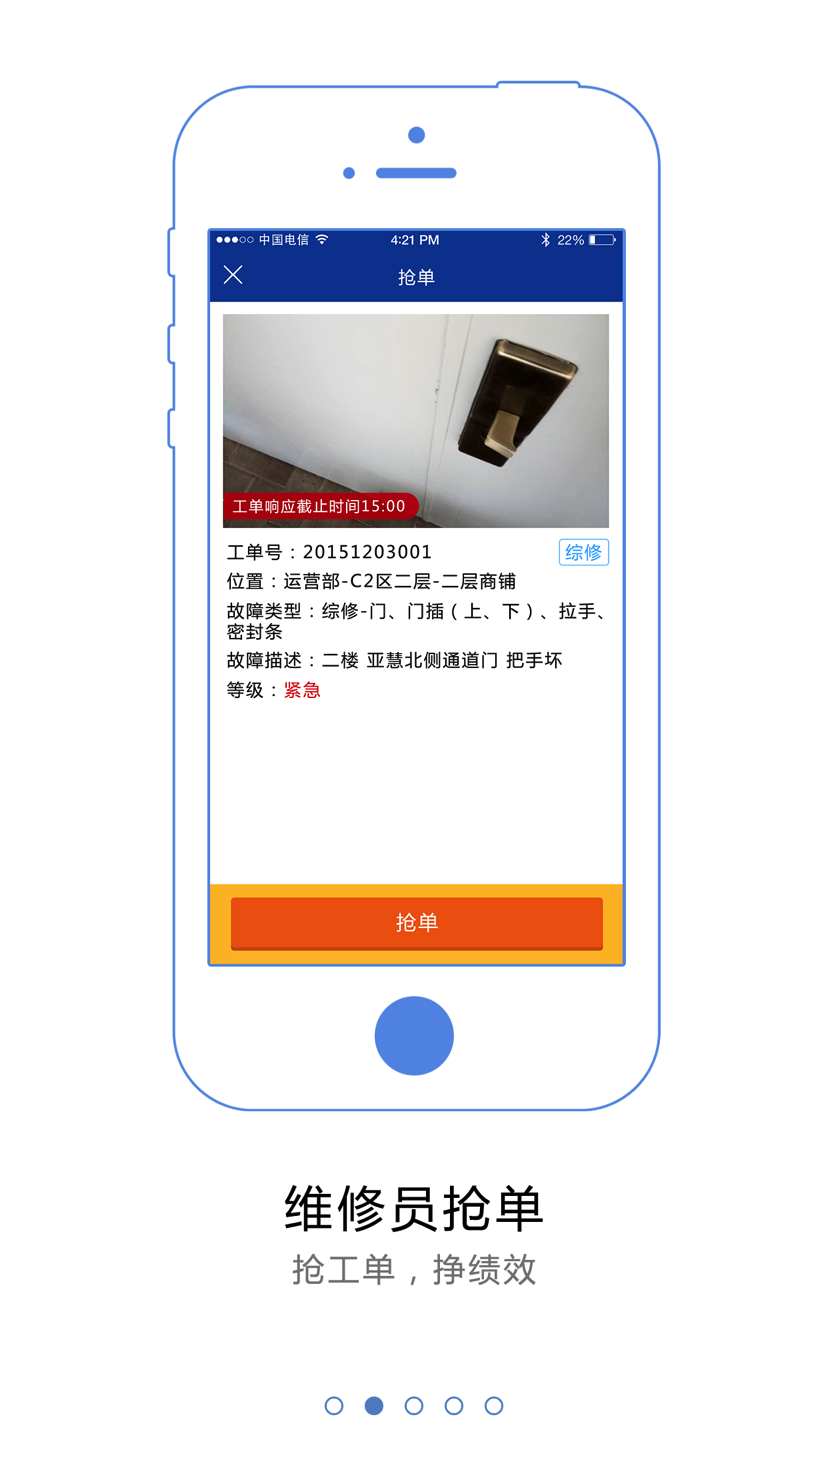 中国电信 4:21 PM 22%
抢单
工单响应截止时间15:00
工单号：20151203001 综修
位置：运营部-C2区二层-二层商铺
故障类型：综修-门、门插（上、下）、拉手、
密封条
故障描述：二楼 亚慧北侧通道门 把手坏
等级：紧急
抢单
维修员抢单
抢工单，挣绩效